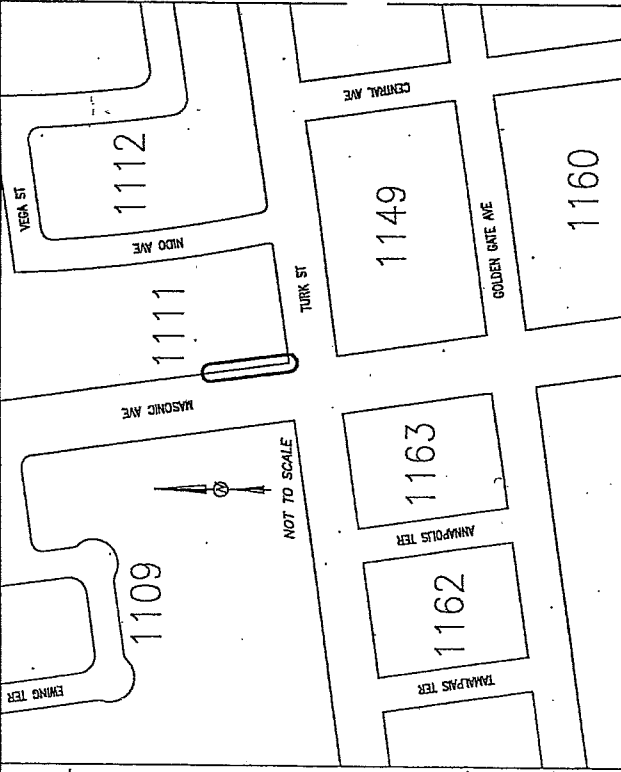 CENTRAL AVE
VEGA ST
1112
1149
1160
NIDO AVE
GOLDEN GATE AVE
TURK ST
1111
MASONIC AVE
1163
NOT TO SCALE
N
ANNAPOLIS TER
1109
1162
EWING TER
TAMALPAIS TER